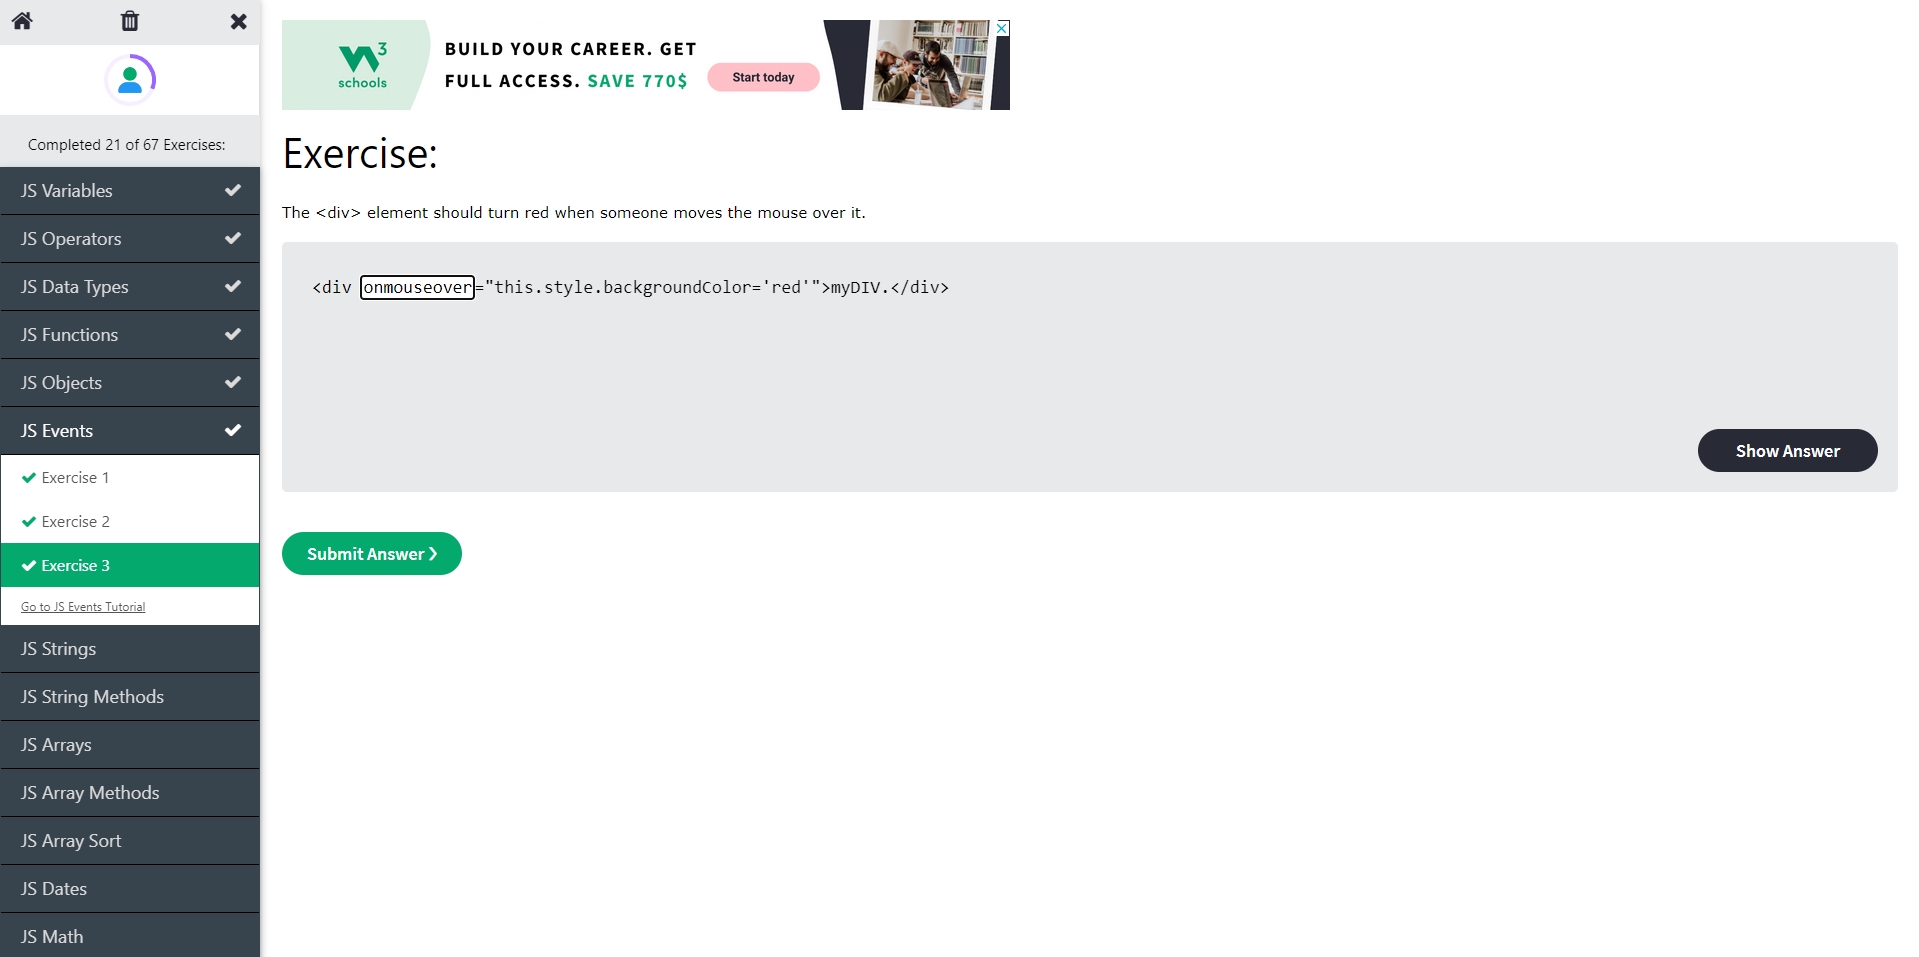 Completed 21 of 67 Exercises:
JS Variables
JS Operators
JS Data Types
JS Functions
JS Objects
JS Events
Exercise 1
Exercise 2
Exercise 3
Go to JS Events Tutorial
JS Strings
JS String Methods
JS Arrays
JS Array Methods
JS Array Sort
JS Dates
JS Math
W3
schools
BUILD YOUR CAREER. GET
FULL ACCESS. SAVE 770$
Start today
Exercise:
The <div> element should turn red when someone moves the mouse over it.
<div onmouseover="this.style.backgroundColor='red'">myDIV.</div>
Show Answer
Submit Answer ❯